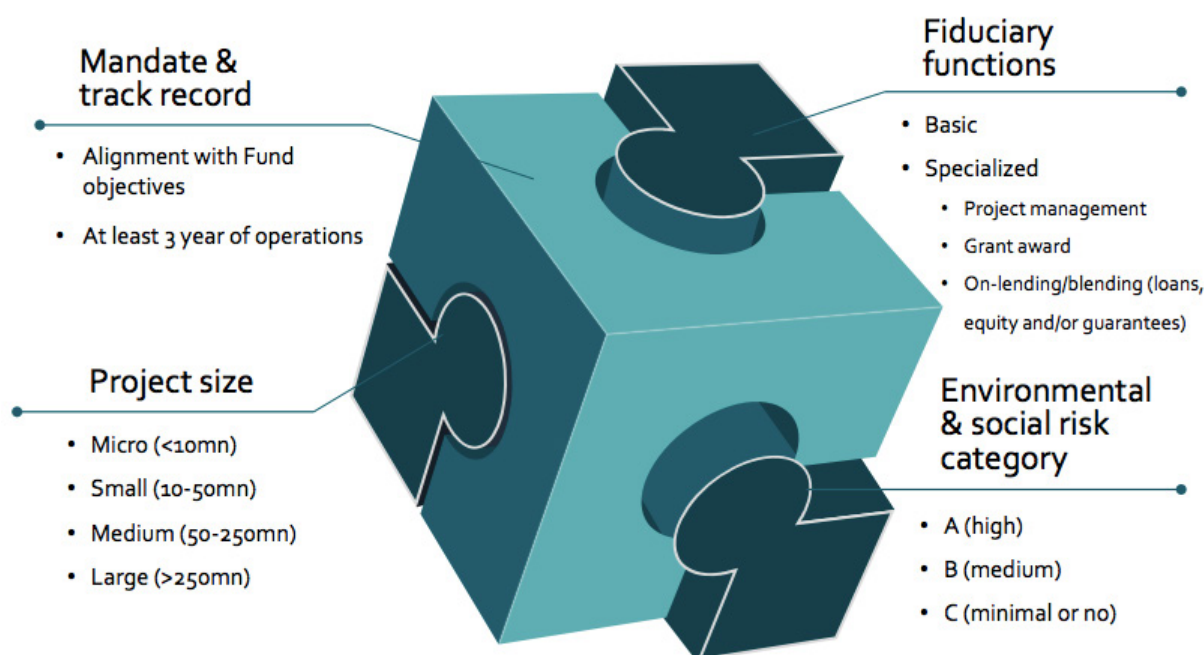 Mandate &
track record
• Alignment with Fund
objectives
• At least 3 year of operations
Fiduciary
functions
• Basic
• Specialized
• Project management
• Grant award
• On-lending/blending (loans,
equity and/or guarantees)
Project size
• Micro (<10mn)
• Small (10-50mn)
• Medium (50-250mn)
• Large (>250mn)
Environmental
& social risk
category
• A (high)
• B (medium)
• C (minimal or no)